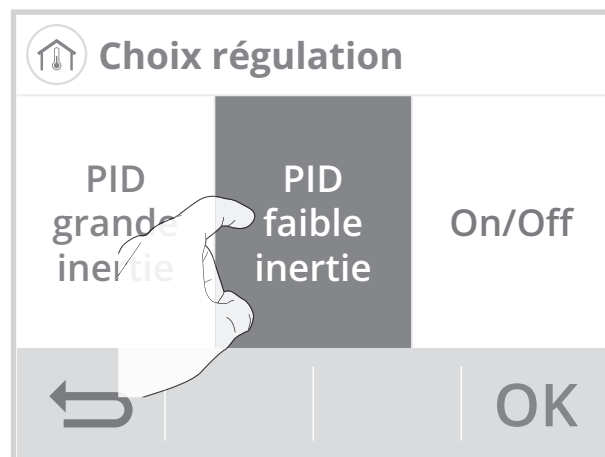 Choix régulation
PID
grande
inertie
PID
faible
inertie
On/Off
OK